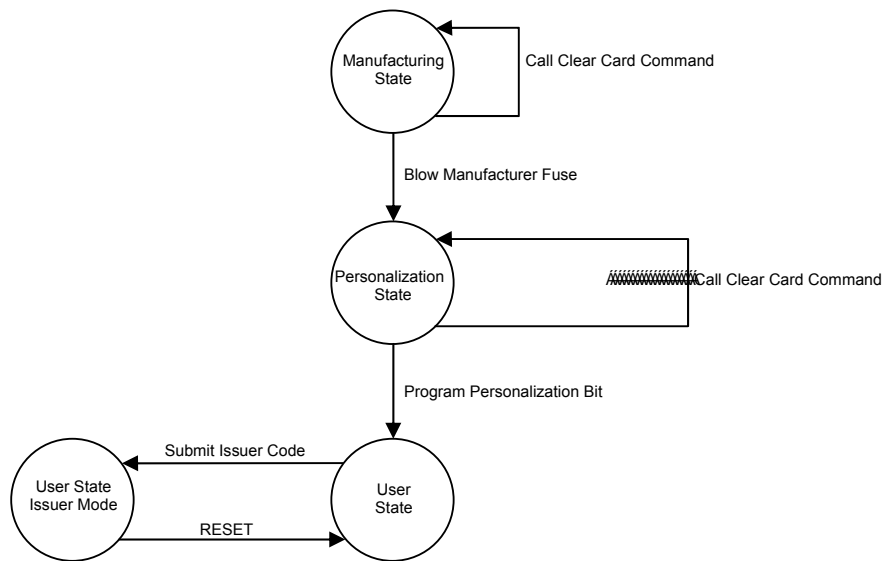 Manufacturing
State
Call Clear Card Command
Blow Manufacturer Fuse
Personalization
State
Call Clear Card Command
Program Personalization Bit
Submit Issuer Code
User State
Issuer Mode
User
State
RESET